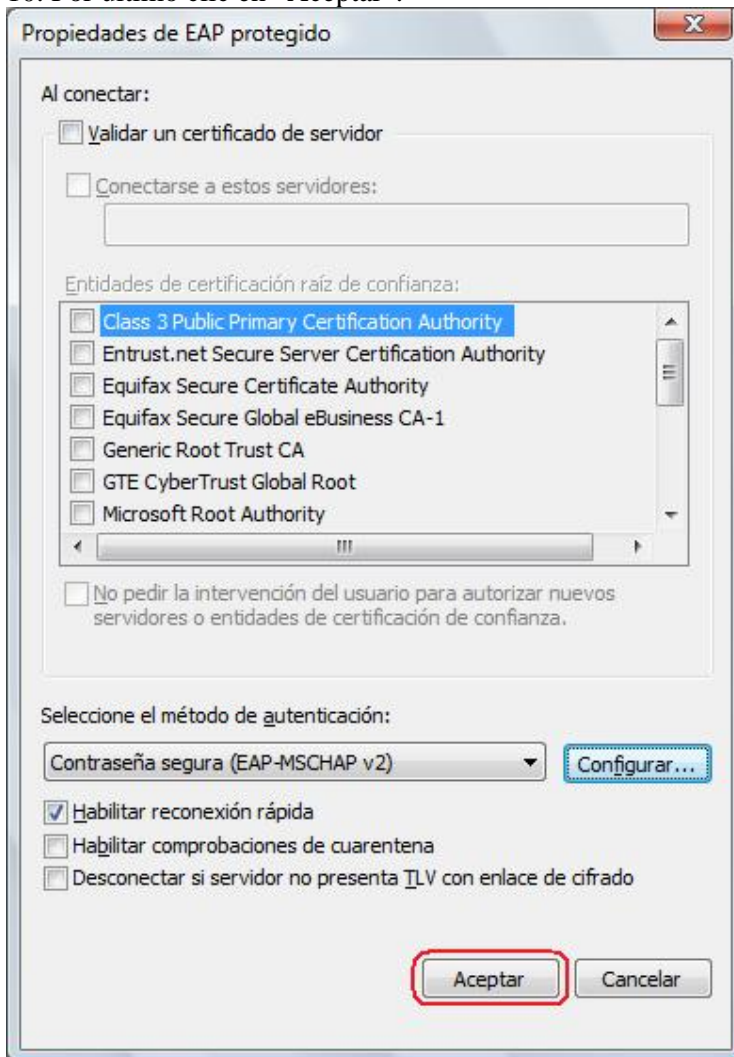 10. Por último clic en "Aceptar".
Propiedades de EAP protegido
Al conectar:
Validar un certificado de servidor
Conectarse a estos servidores:
Entidades de certificación raíz de confianza:
Class 3 Public Primary Certification Authority
Entrust.net Secure Server Certification Authority
Equifax Secure Certificate Authority
Equifax Secure Global eBusiness CA-1
Generic Root Trust CA
GTE CyberTrust Global Root
Microsoft Root Authority
No pedir la intervención del usuario para autorizar nuevos
servidores o entidades de certificación de confianza.
Seleccione el método de autenticación:
Contraseña segura (EAP-MSCHAP v2) Configurar...
Habilitar reconexión rápida
Habilitar comprobaciones de cuarentena
Desconectar si servidor no presenta TLV con enlace de cifrado
Aceptar Cancelar